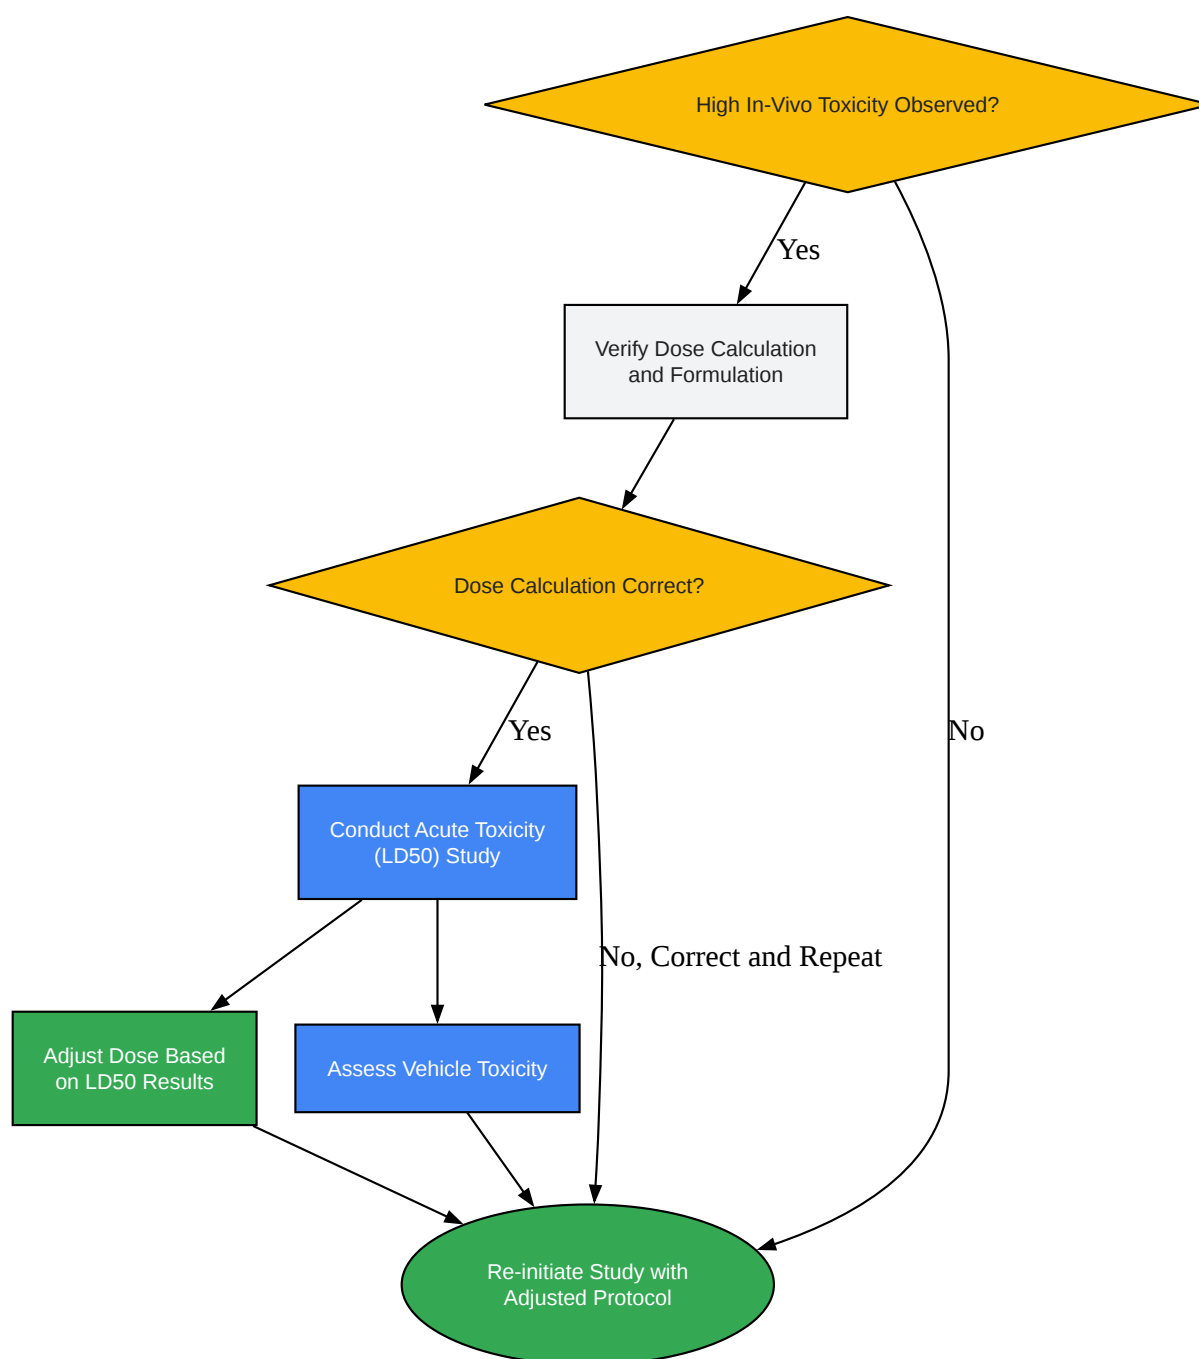 High In-Vivo Toxicity Observed?
Yes
Verify Dose Calculation
and Formulation
Dose Calculation Correct?
Yes
No
Conduct Acute Toxicity
(LD50) Study
No, Correct and Repeat
Adjust Dose Based
on LD50 Results
Assess Vehicle Toxicity
Re-initiate Study with
Adjusted Protocol